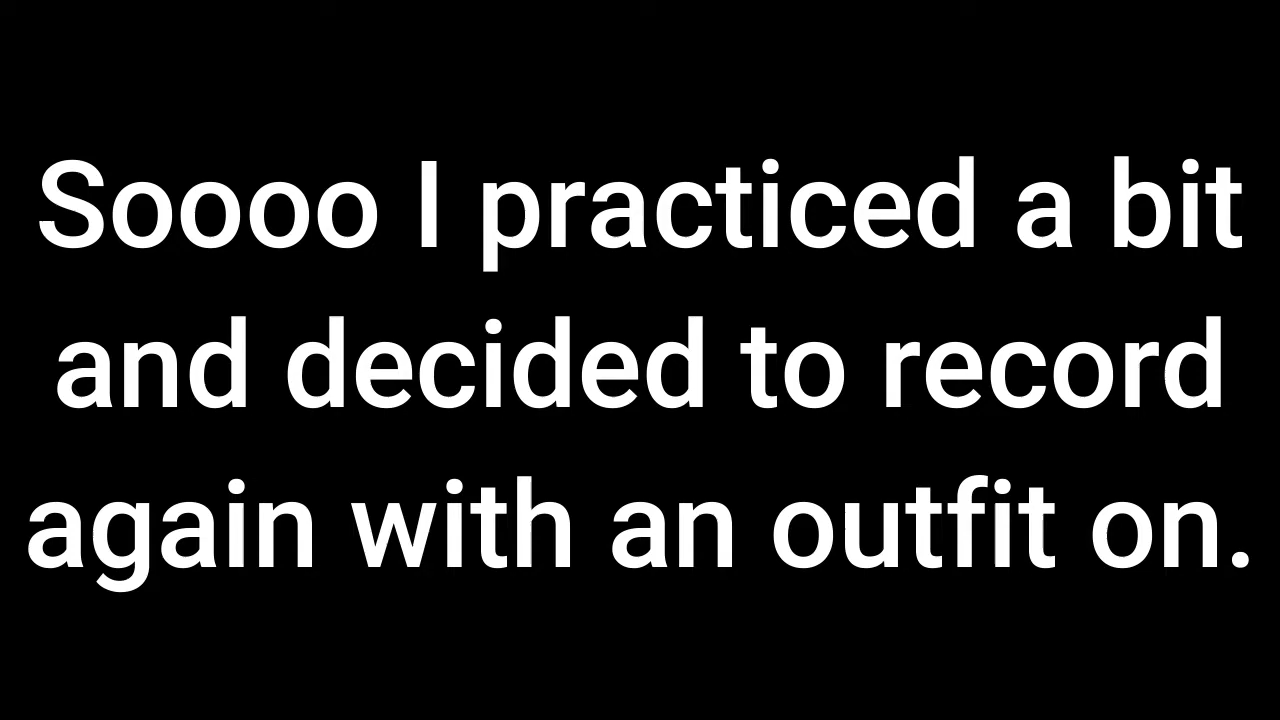 Soooo I practiced a bit
and decided to record
again with an outfit on.